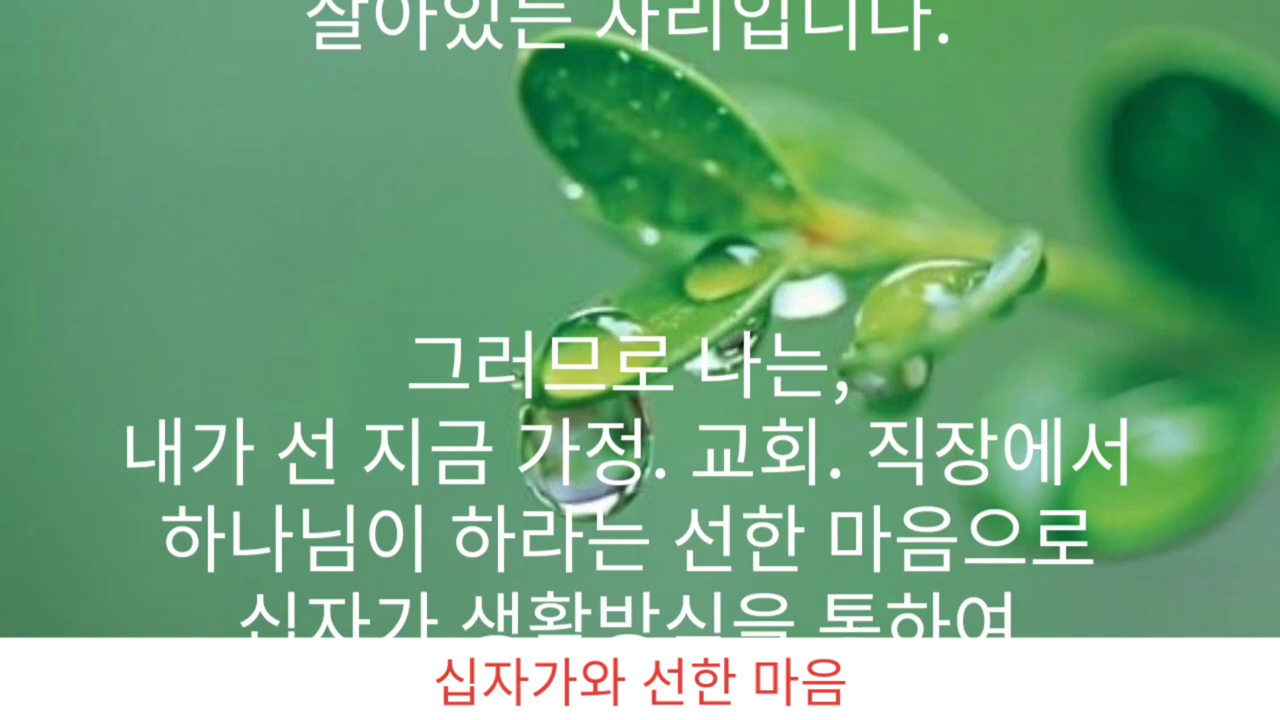 살아있는 자리입니다.
그러므로 나는,
내가 선 지금 가정. 교회. 직장에서
하나님이 하라는 선한 마음으로
십자가 생활방식을 통하여
십자가와 선한 마음